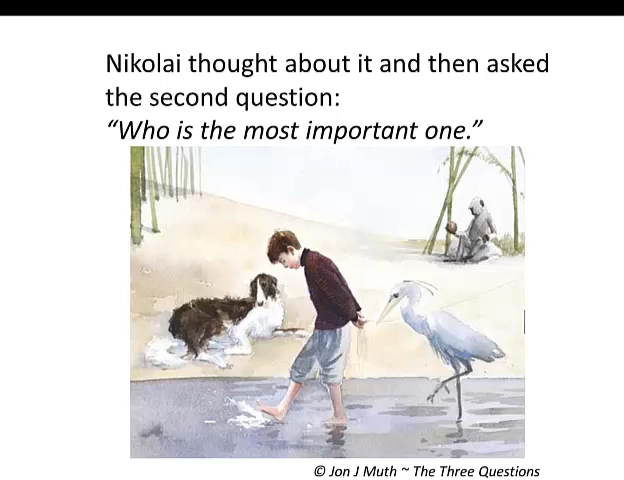 Nikolai thought about it and then asked
the second question:
“Who is the most important one.”
© Jon J Muth ~ The Three Questions